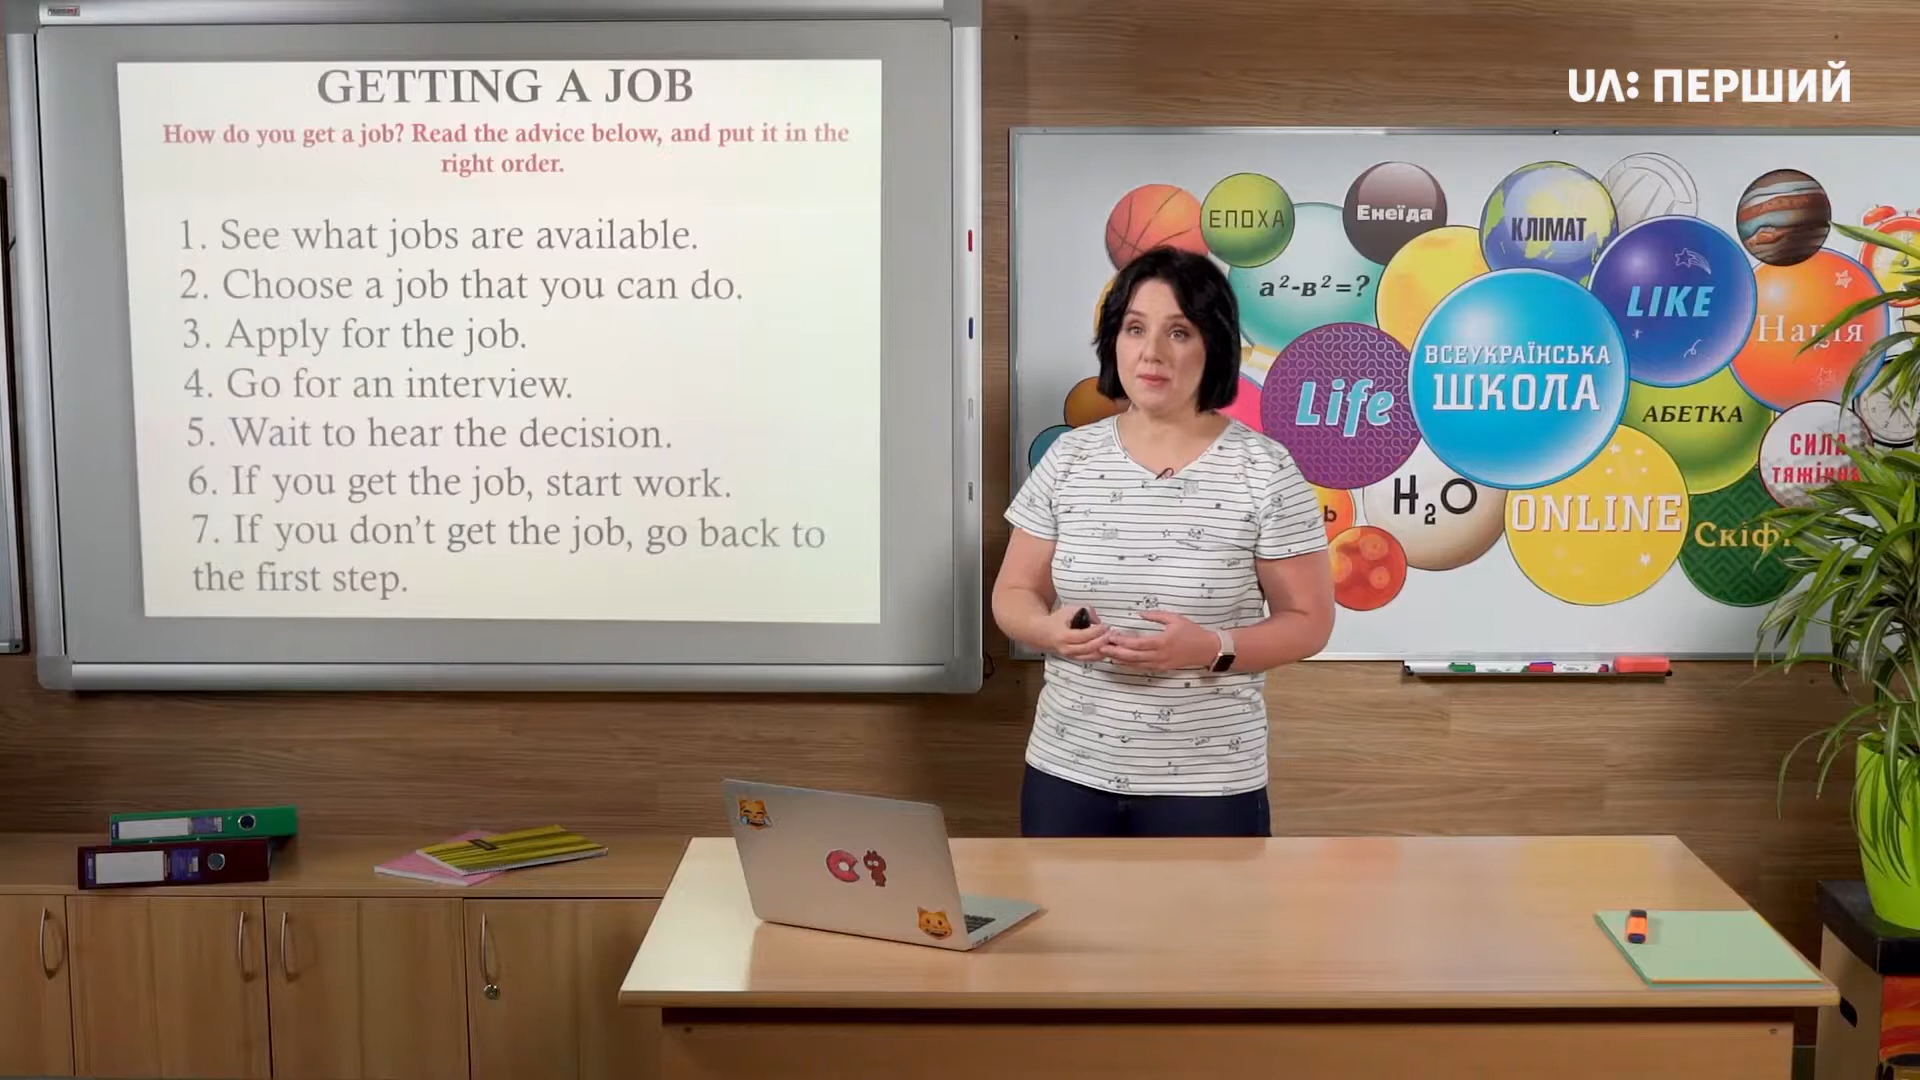 GETTING A JOB
How do you get a job? Read the advice below, and put it in the
right order.
1. See what jobs are available.
2. Choose a job that you can do.
3. Apply for the job.
4. Go for an interview.
5. Wait to hear the decision.
6. If you get the job, start work.
7. If you don't get the job, go back to
the first step.
UA: ПЕРШИЙ
ЕПОХА
Енеїда
КЛІМАТ
a²-в²=?
LIKE
Нація
Life
ВСЕУКРАЇНСЬКА
ШКОЛА
АБЕТКА
СИЛА
ТЯЖІННЯ
H₂O
ONLINE
b